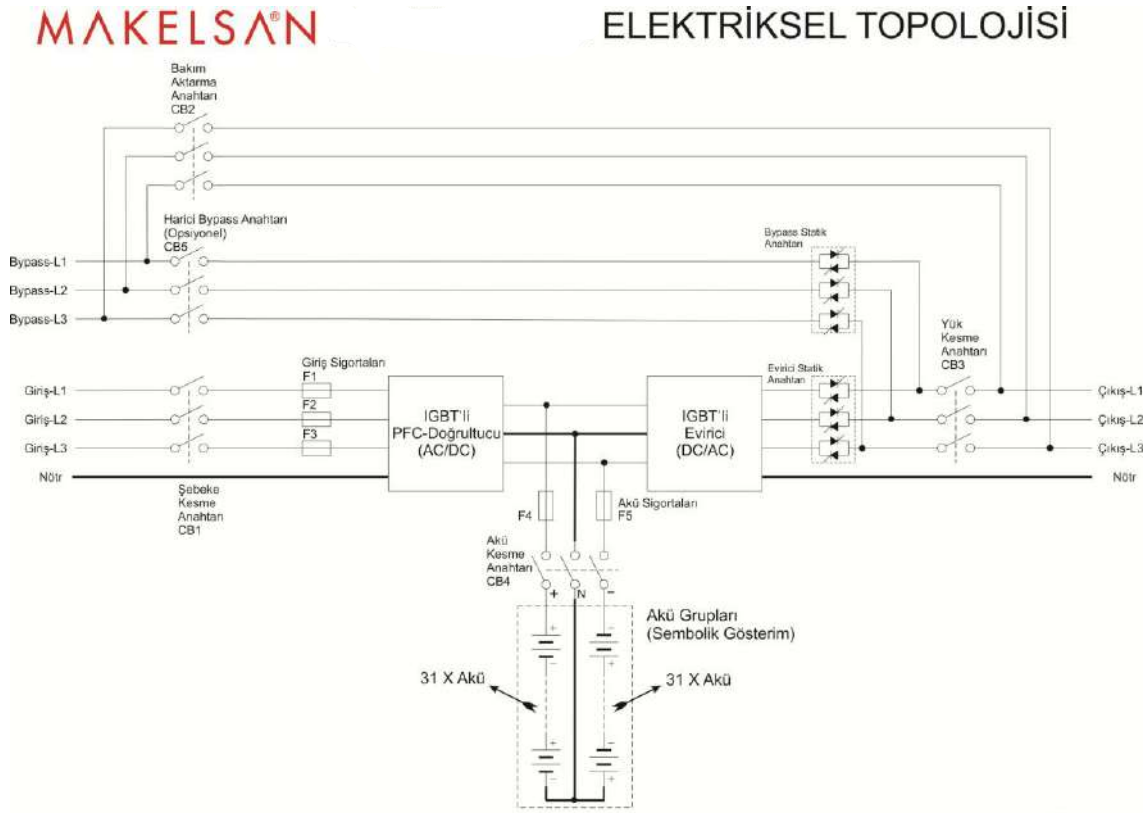 MAKELSAN®
ELEKTRİKSEL TOPOLOJİSİ
Bakım
Aktarma
Anahtarı
CB2
Harici Bypass Anahtarı
(Opsiyonel)
CB5
Bypass Statik
Anahtarı
Bypass-L1
Bypass-L2
Bypass-L3
Yük
Kesme
Anahtarı
CB3
Giriş Sigortaları
F1
F2
F3
Evirici Statik
Anahtarı
Giriş-L1
Giriş-L2
Giriş-L3
Nötr
IGBT'li
PFC-Doğrultucu
(AC/DC)
IGBT'li
Evirici
(DC/AC)
Çıkış-L1
Çıkış-L2
Çıkış-L3
Nötr
Şebeke
Kesme
Anahtarı
CB1
F4
Akü Sigortaları
F5
Akü
Kesme
Anahtarı
CB4
+ N -
Akü Grupları
(Sembolik Gösterim)
+ -
- +
31 X Akü
31 X Akü
+ -
- +